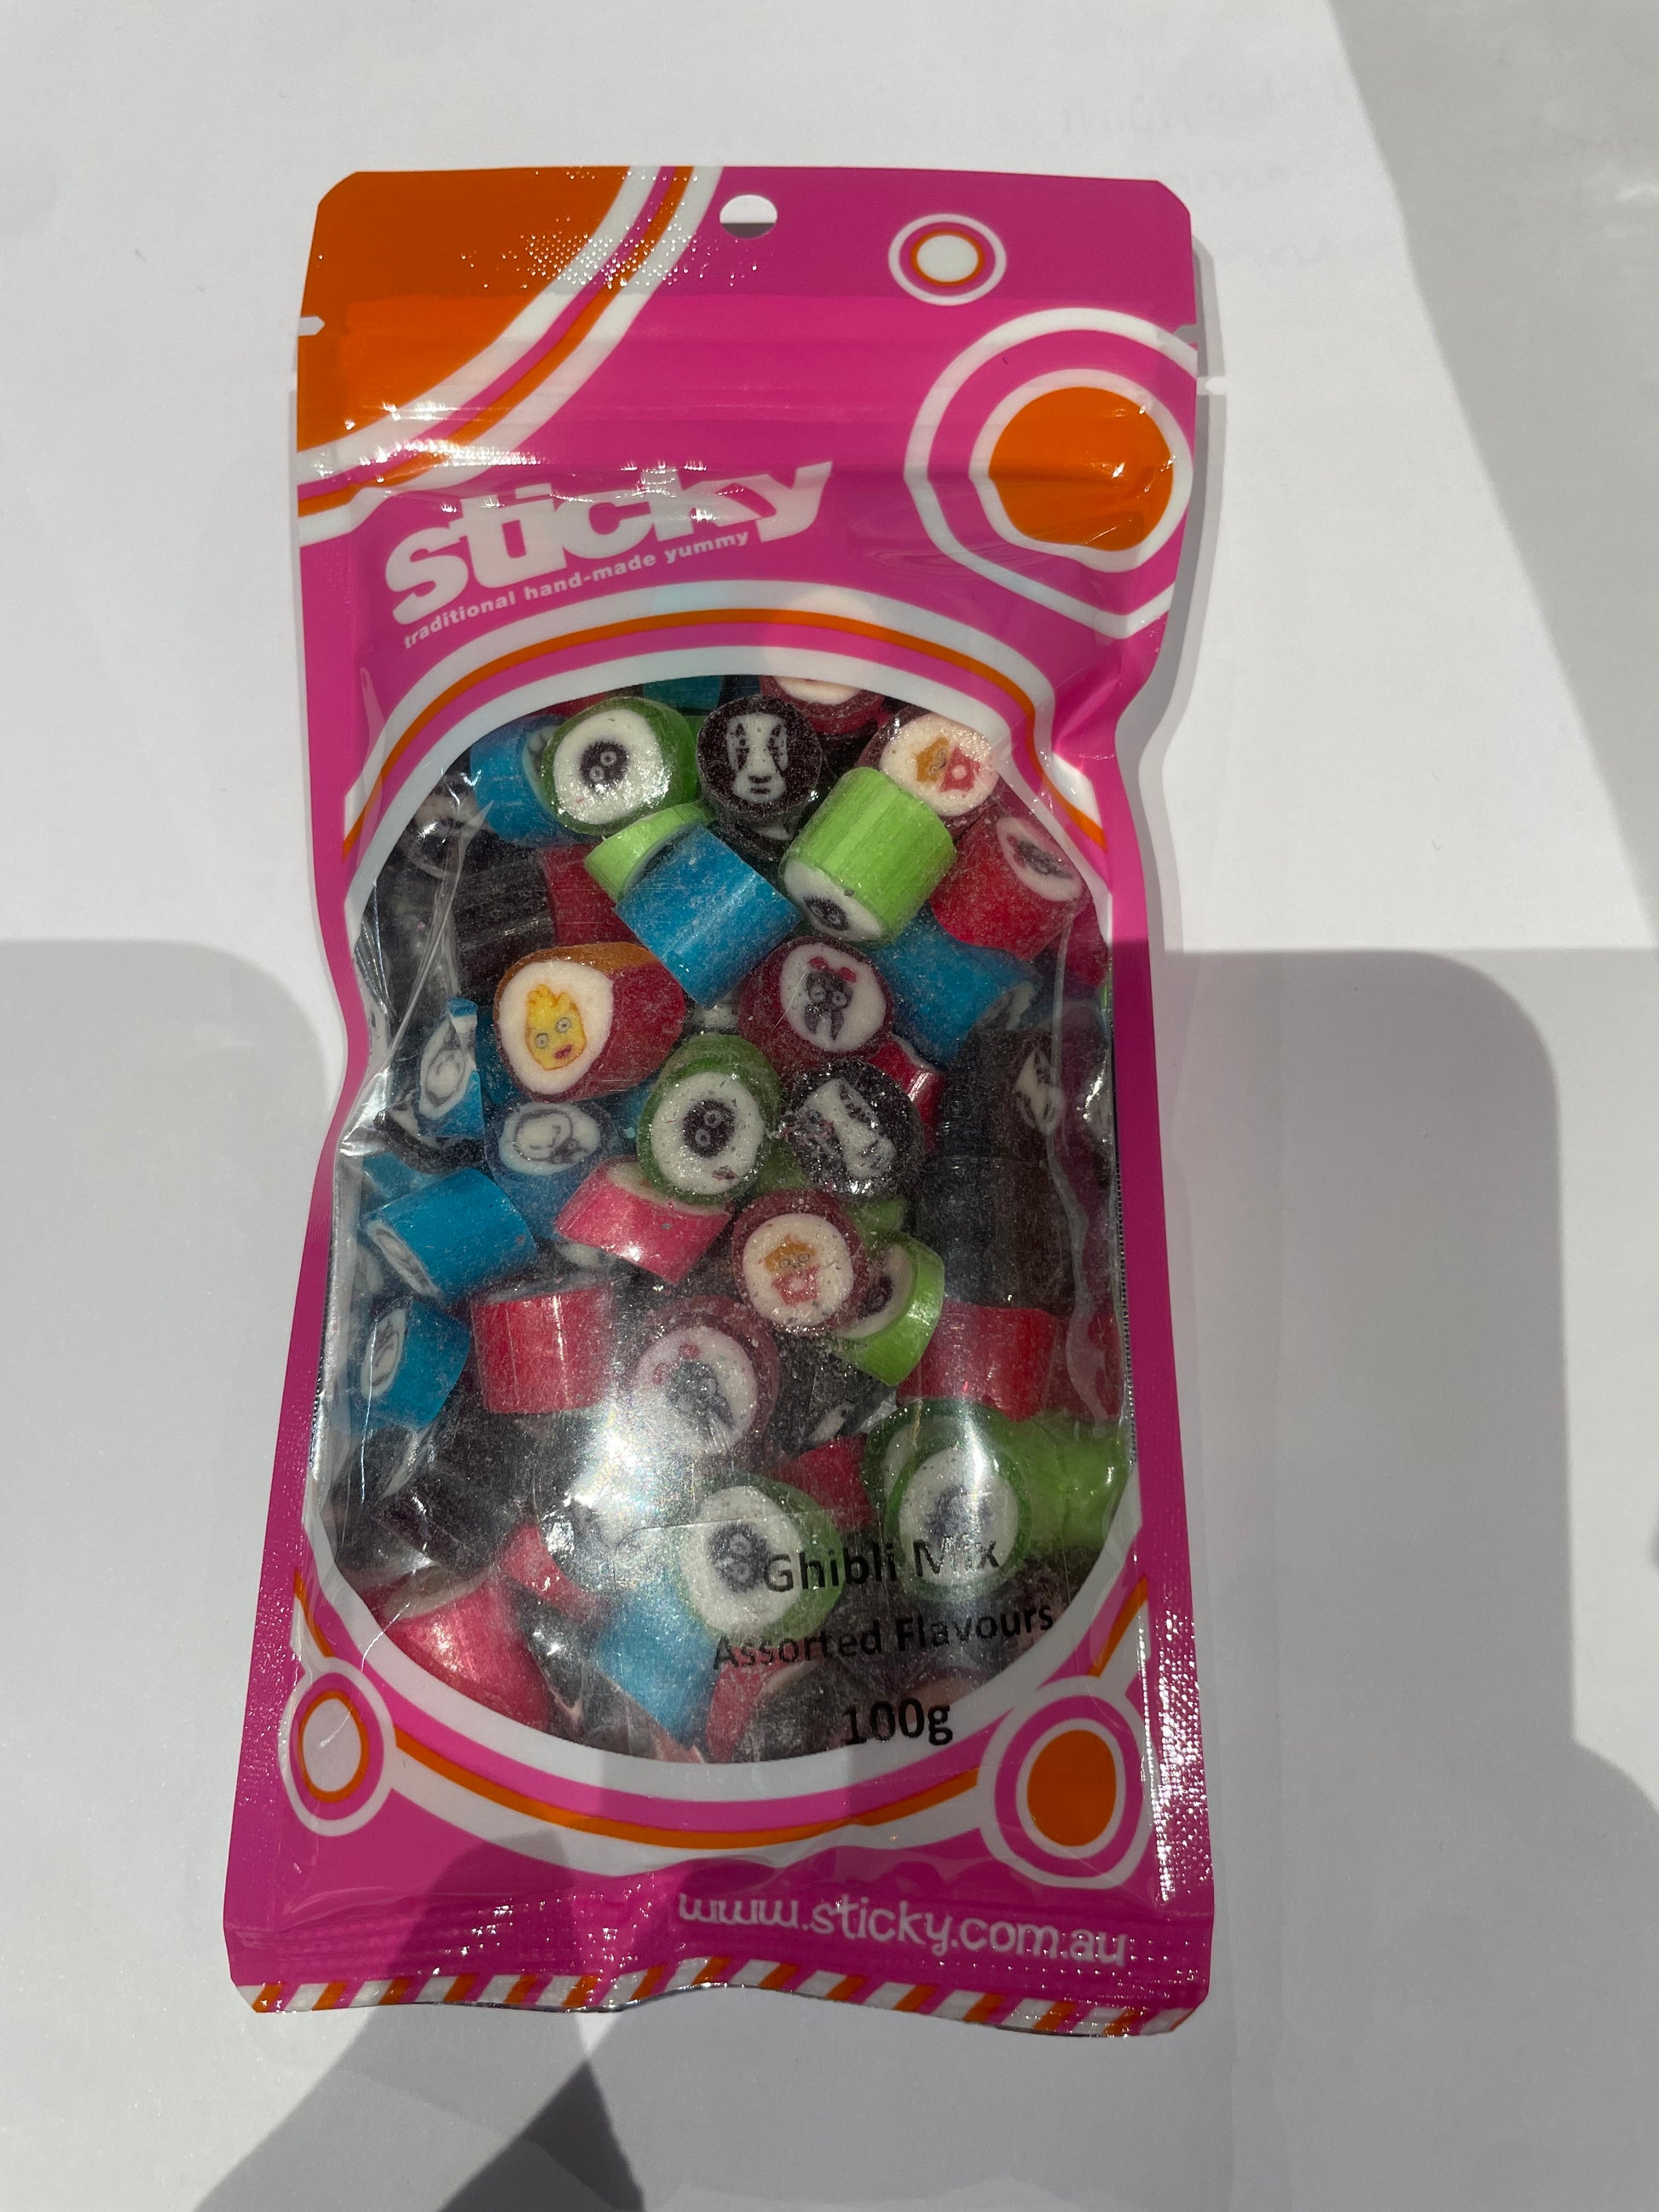 sticky
traditional hand-made yummy
Ghibli Mix
Assorted Flavours
100g
www.sticky.com.au